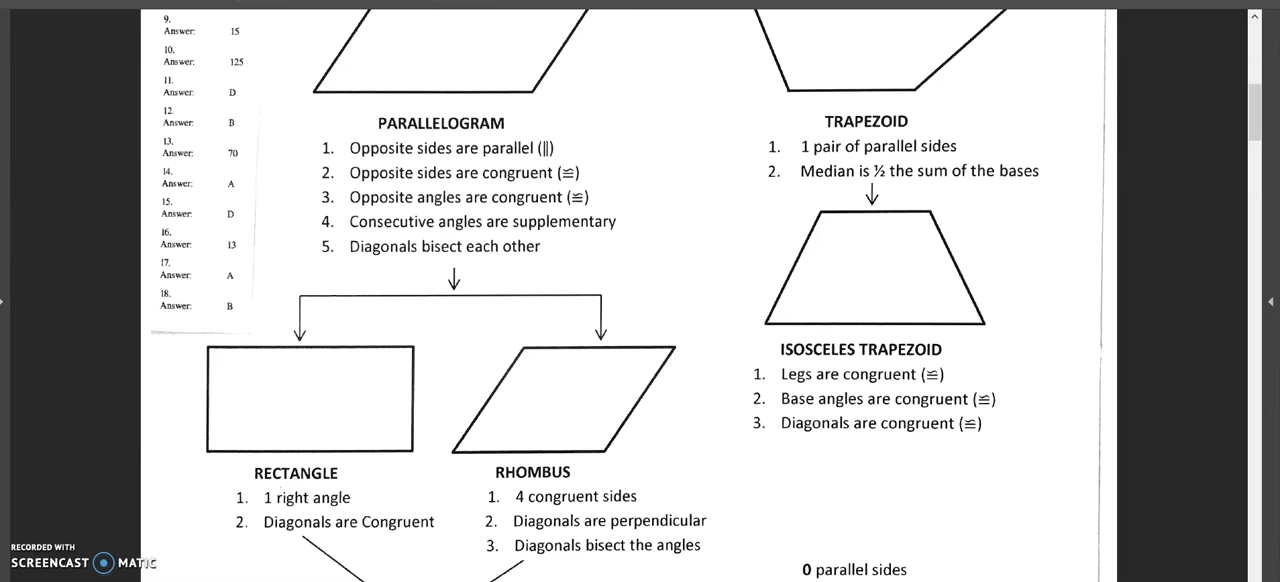 9.
Answer: 15
10.
Answer: 125
11.
Answer: D
12.
Answer: B
13.
Answer: 70
14.
Answer: A
15.
Answer: D
16.
Answer: 13
17.
Answer: A
18.
Answer: B
PARALLELOGRAM
1. Opposite sides are parallel (||)
2. Opposite sides are congruent (≅)
3. Opposite angles are congruent (≅)
4. Consecutive angles are supplementary
5. Diagonals bisect each other
TRAPEZOID
1. 1 pair of parallel sides
2. Median is ½ the sum of the bases
ISOSCELES TRAPEZOID
1. Legs are congruent (≅)
2. Base angles are congruent (≅)
3. Diagonals are congruent (≅)
RECTANGLE
1. 1 right angle
2. Diagonals are Congruent
RHOMBUS
1. 4 congruent sides
2. Diagonals are perpendicular
3. Diagonals bisect the angles
0 parallel sides
RECORDED WITH
SCREENCAST MATIC